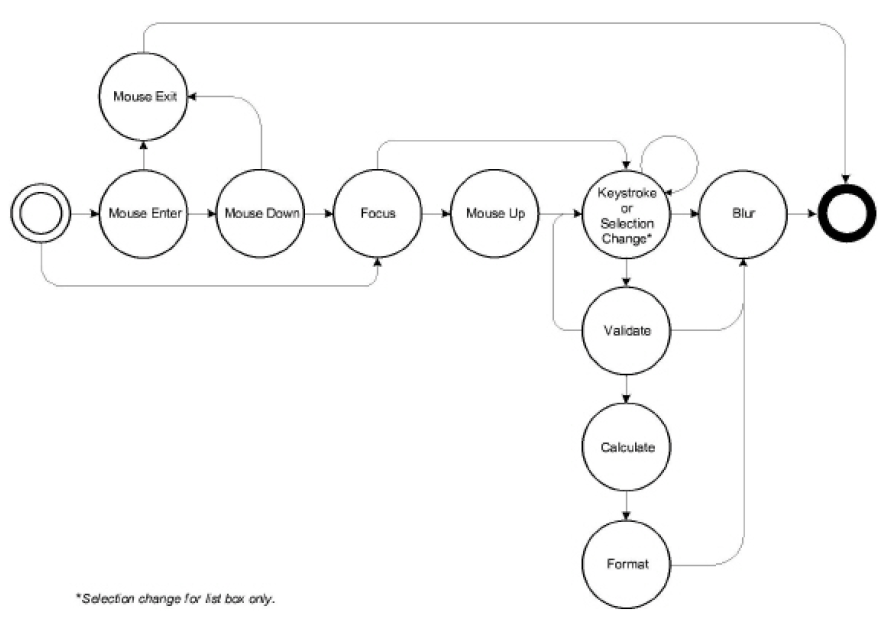 Mouse Exit
Mouse Enter
Mouse Down
Focus
Mouse Up
Keystroke
or
Selection
Change*
Blur
Validate
Calculate
Format
*Selection change for list box only.